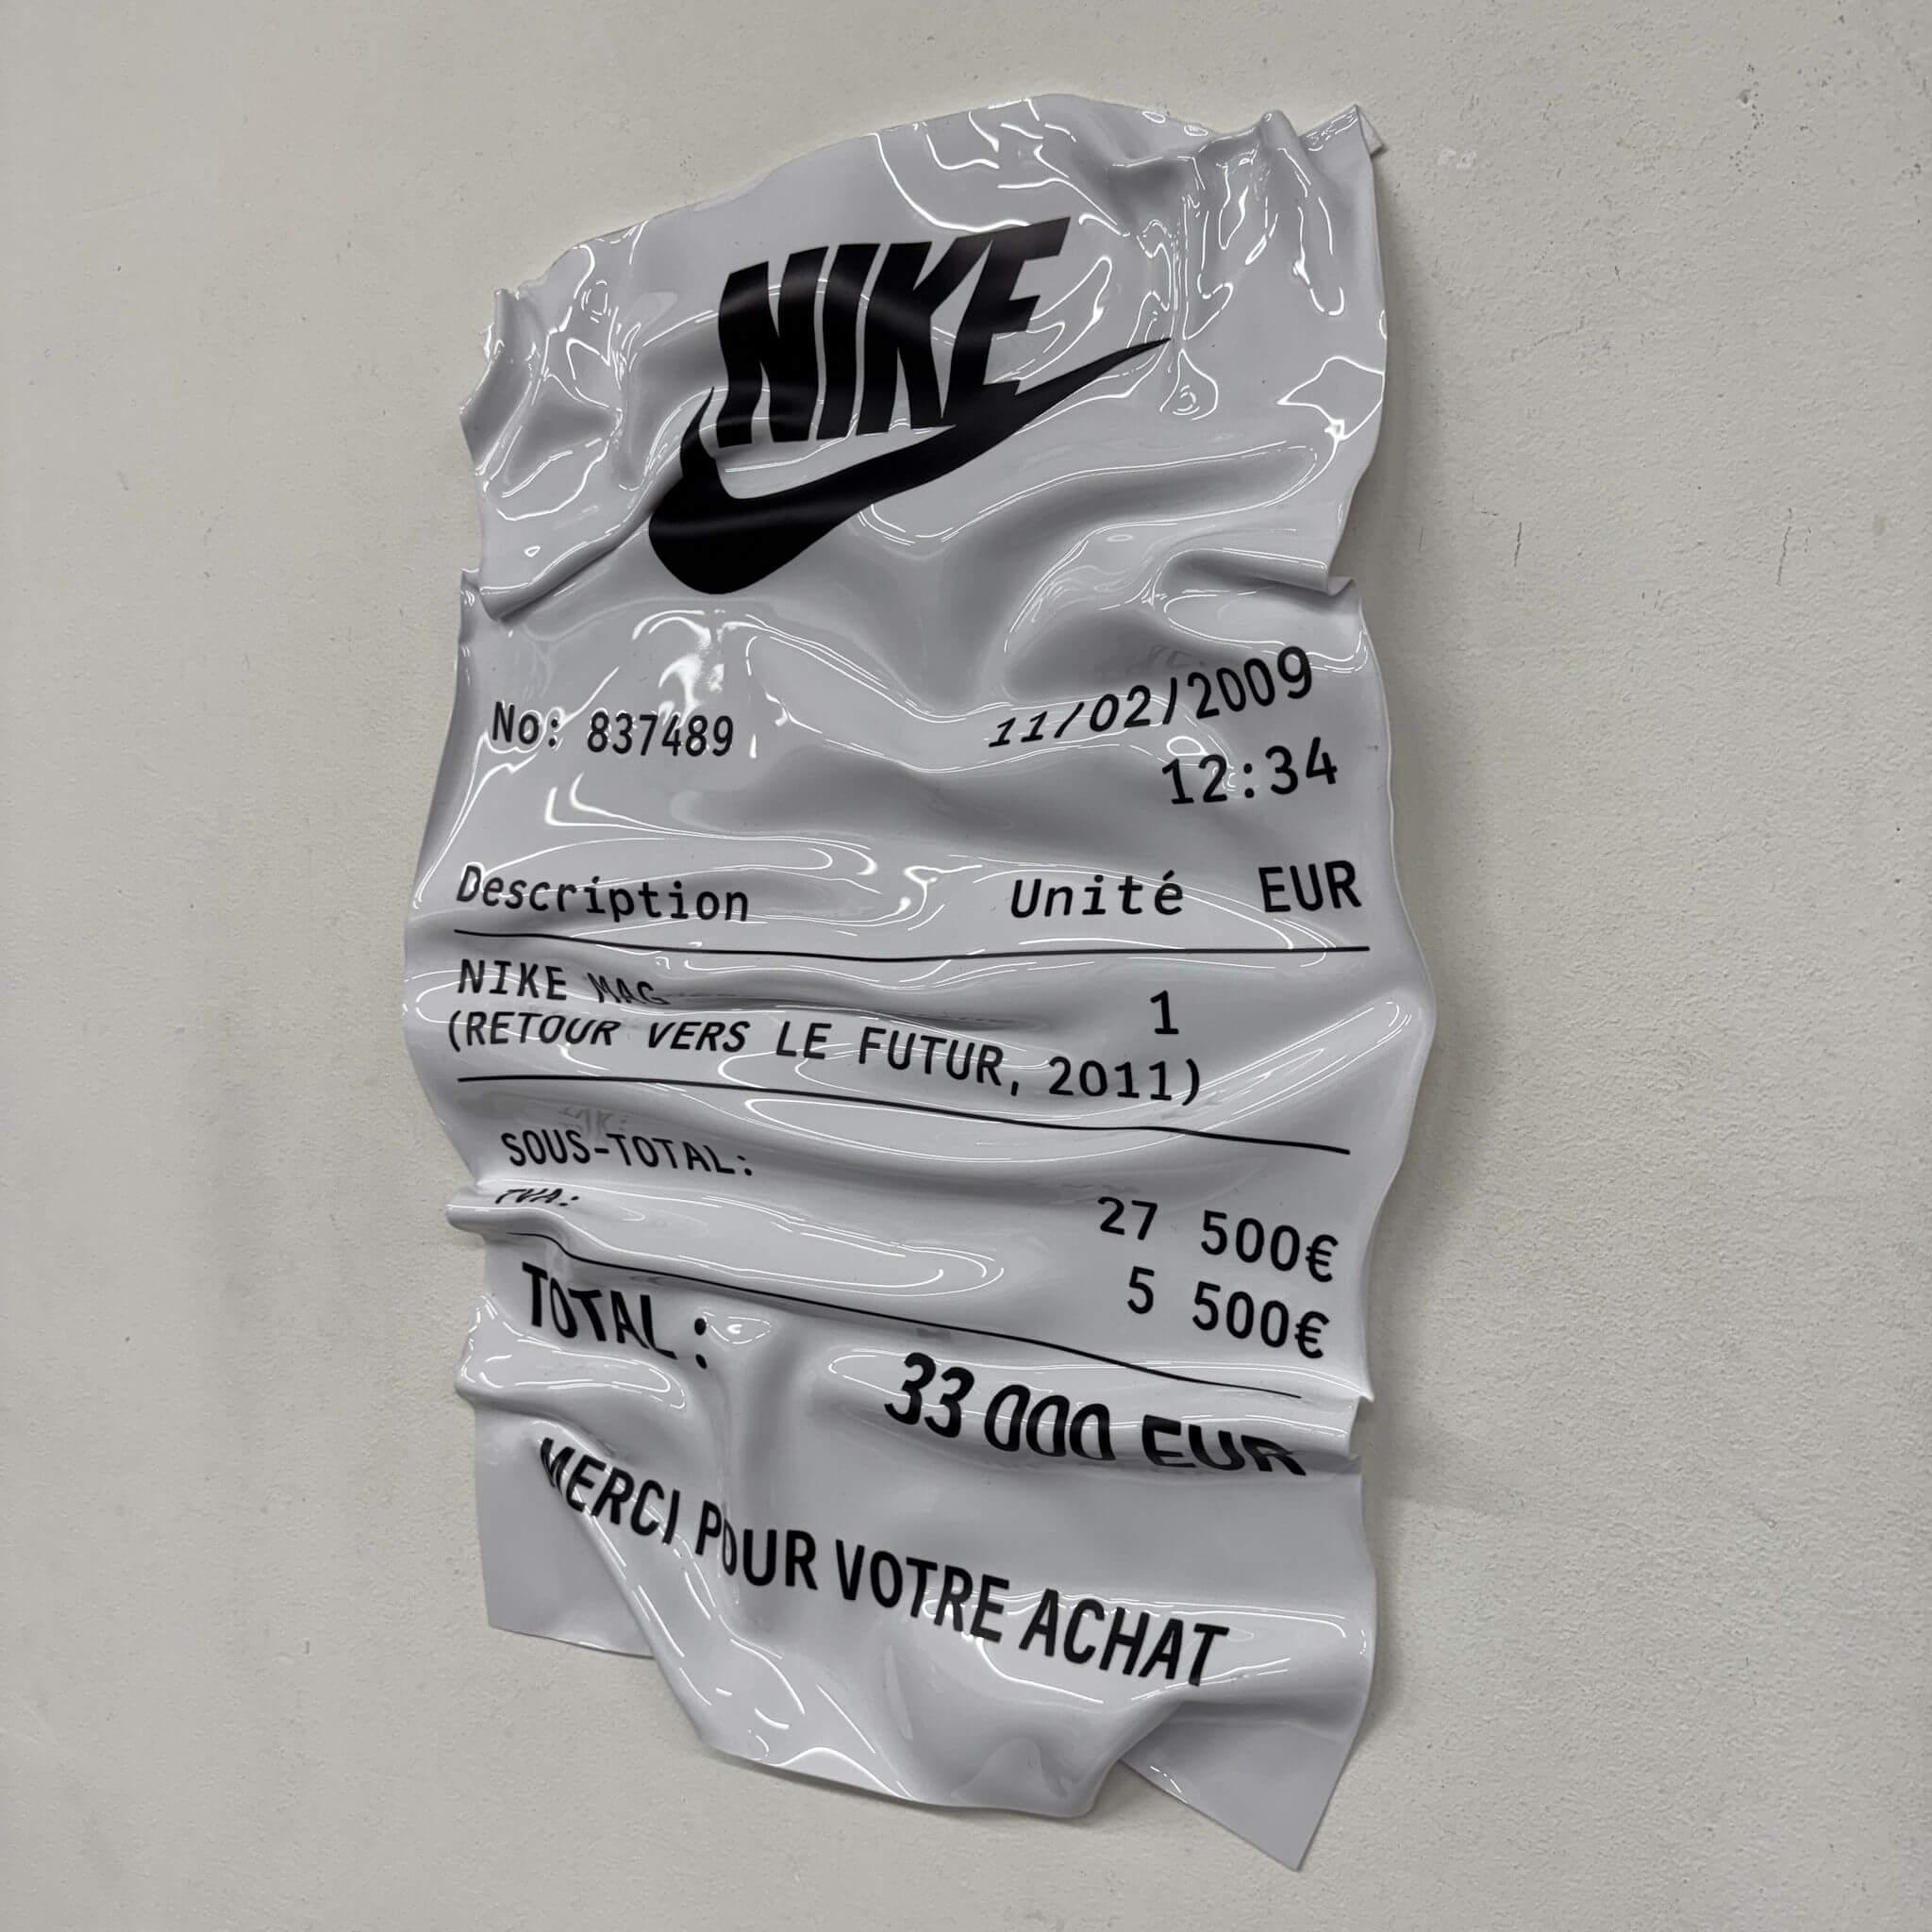 NIKE
No: 837489 11/02/2009
12:34
Description Unité EUR
NIKE MAG 1
(RETOUR VERS LE FUTUR, 2011)
SOUS-TOTAL: 27 500€
TVA: 5 500€
TOTAL : 33 000 EUR
MERCI POUR VOTRE ACHAT